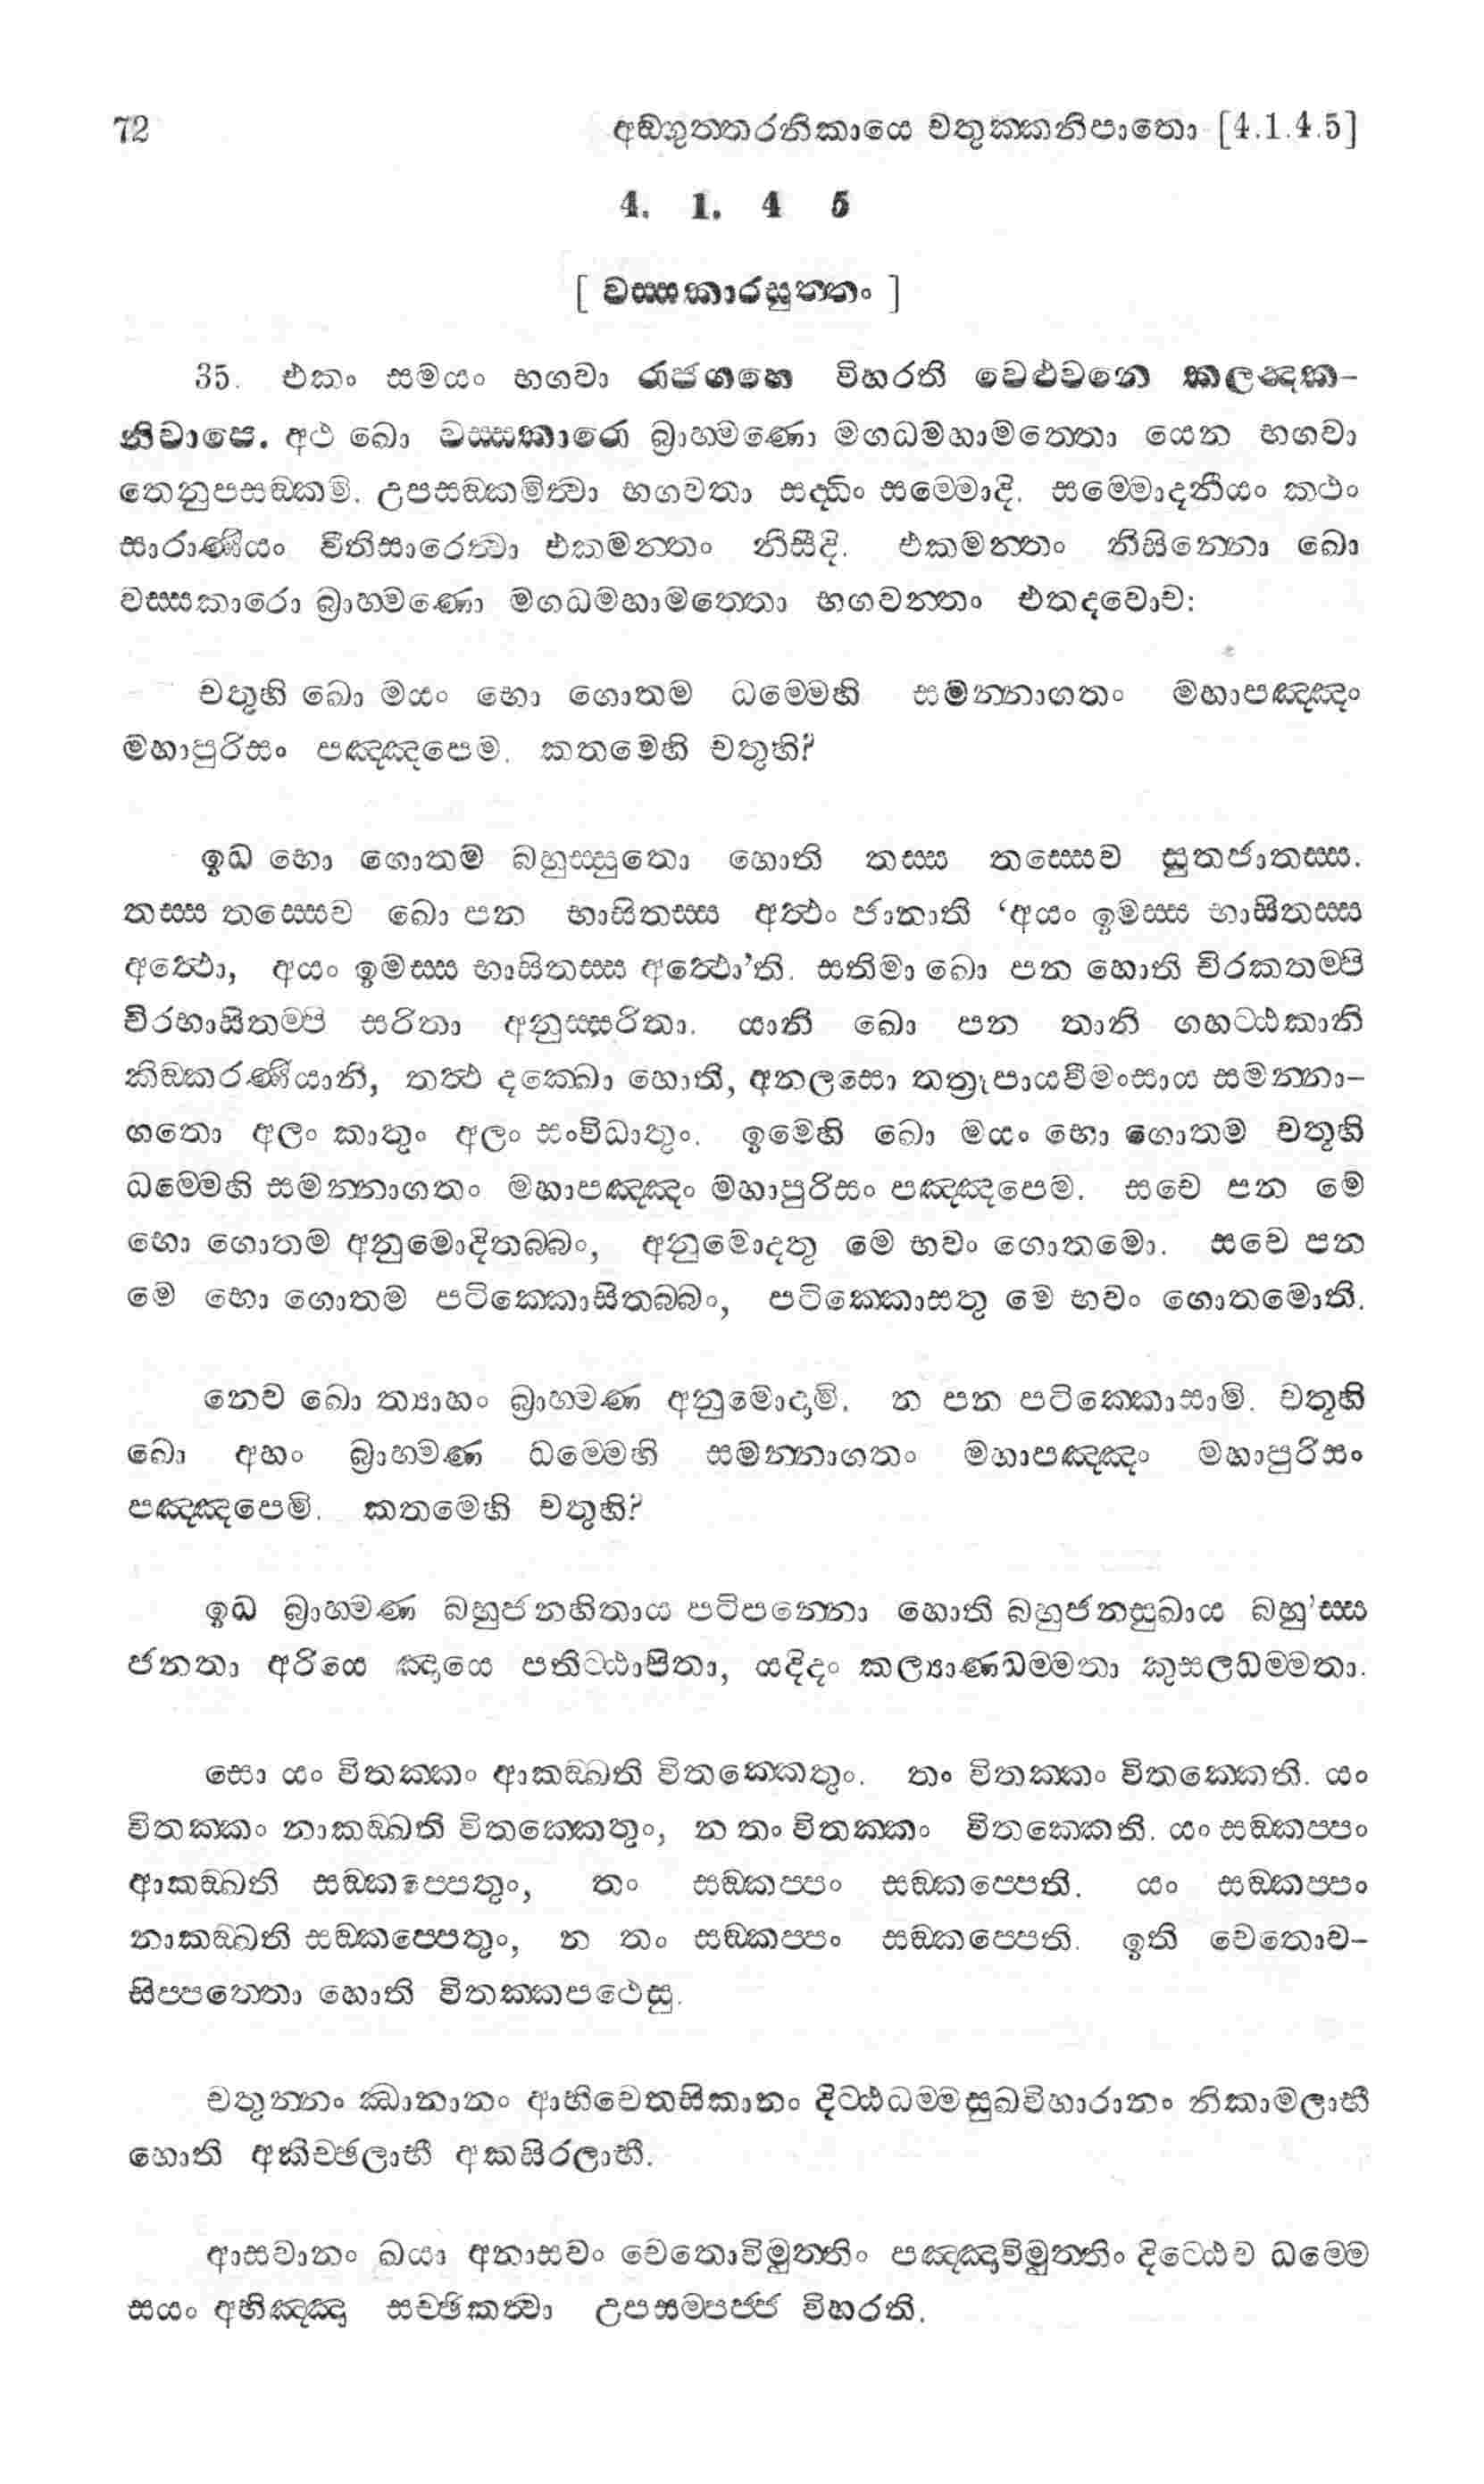 72 අඞ්ගුත්තරනිකායෙ චතුක්කනිපාතො [4.1.4.5]
4. 1. 4 5
[ වස්සකාරසුත්තං ]
35. එකං සමයං භගවා රාජගහෙ විහරති වෙළුවනෙ කලන්දක-
නිවාපෙ. අථ ඛො වස්සකාරො බ්‍රාහ්මණො මගධමහාමත්තො යෙන භගවා
තෙනුපසඞ්කමි. උපසඞ්කමිත්වා භගවතා සද්ධිං සම්මොදි. සම්මොදනීයං කථං
සාරාණීයං වීතිසාරෙත්වා එකමන්තං නිසීදි. එකමන්තං නිසින්නො ඛො
වස්සකාරො බ්‍රාහ්මණො මගධමහාමත්තො භගවන්තං එතදවොච:
චතූහි ඛො මයං භො ගොතම ධම්මෙහි සමන්නාගතං මහාපඤ්ඤං
මහාපුරිසං පඤ්ඤපෙම. කතමෙහි චතූහි?
ඉධ භො ගොතම බහුස්සුතො හොති තස්ස තස්සෙව සුතජාතස්ස.
තස්ස තස්සෙව ඛො පන භාසිතස්ස අත්ථං ජානාති ‘අයං ඉමස්ස භාසිතස්ස
අත්ථො, අයං ඉමස්ස භාසිතස්ස අත්ථො’ති. සතිමා ඛො පන හොති චිරකතම්පි
චිරභාසිතම්පි සරිතා අනුස්සරිතා. යානි ඛො පන තානි ගහට්ඨකානි
කිඞ්කරණීයානි, තත්ථ දක්ඛො හොති, අනලසො තත්‍රූපායවීමංසාය සමන්නා-
ගතො අලං කාතුං අලං සංවිධාතුං. ඉමෙහි ඛො මයං භො ගොතම චතූහි
ධම්මෙහි සමන්නාගතං මහාපඤ්ඤං මහාපුරිසං පඤ්ඤපෙම. සචෙ පන මෙ
භො ගොතම අනුමොදිතබ්බං, අනුමොදතු මෙ භවං ගොතමො. සචෙ පන
මෙ භො ගොතම පටික්කොසිතබ්බං, පටික්කොසතු මෙ භවං ගොතමොති.
නෙව ඛො ත්‍යාහං බ්‍රාහ්මණ අනුමොදාමි. න පන පටික්කොසාමි. චතූහි
ඛො අහං බ්‍රාහ්මණ ධම්මෙහි සමන්නාගතං මහාපඤ්ඤං මහාපුරිසං
පඤ්ඤපෙමි. කතමෙහි චතූහි?
ඉධ බ්‍රාහ්මණ බහුජනහිතාය පටිපන්නො හොති බහුජනසුඛාය බහු’ස්ස
ජනතා අරියෙ ඤායෙ පතිට්ඨාපිතා, යදිදං කල්‍යාණධම්මතා කුසලධම්මතා.
සො යං විතක්කං ආකඞ්ඛති විතක්කෙතුං. තං විතක්කං විතක්කෙති. යං
විතක්කං නාකඞ්ඛති විතක්කෙතුං, න තං විතක්කං විතක්කෙති. යං සඞ්කප්පං
ආකඞ්ඛති සඞ්කප්පෙතුං, තං සඞ්කප්පං සඞ්කප්පෙති. යං සඞ්කප්පං
නාකඞ්ඛති සඞ්කප්පෙතුං, න තං සඞ්කප්පං සඞ්කප්පෙති. ඉති චෙතොව-
සිප්පත්තො හොති විතක්කපථෙසු.
චතුන්නං ඣානානං ආභිචෙතසිකානං දිට්ඨධම්මසුඛවිහාරානං නිකාමලාභී
හොති අකිච්ඡලාභී අකසිරලාභී.
ආසවානං ඛයා අනාසවං චෙතොවිමුත්තිං පඤ්ඤාවිමුත්තිං දිට්ඨෙව ධම්මෙ
සයං අභිඤ්ඤා සච්ඡිකත්වා උපසම්පජ්ජ විහරති.